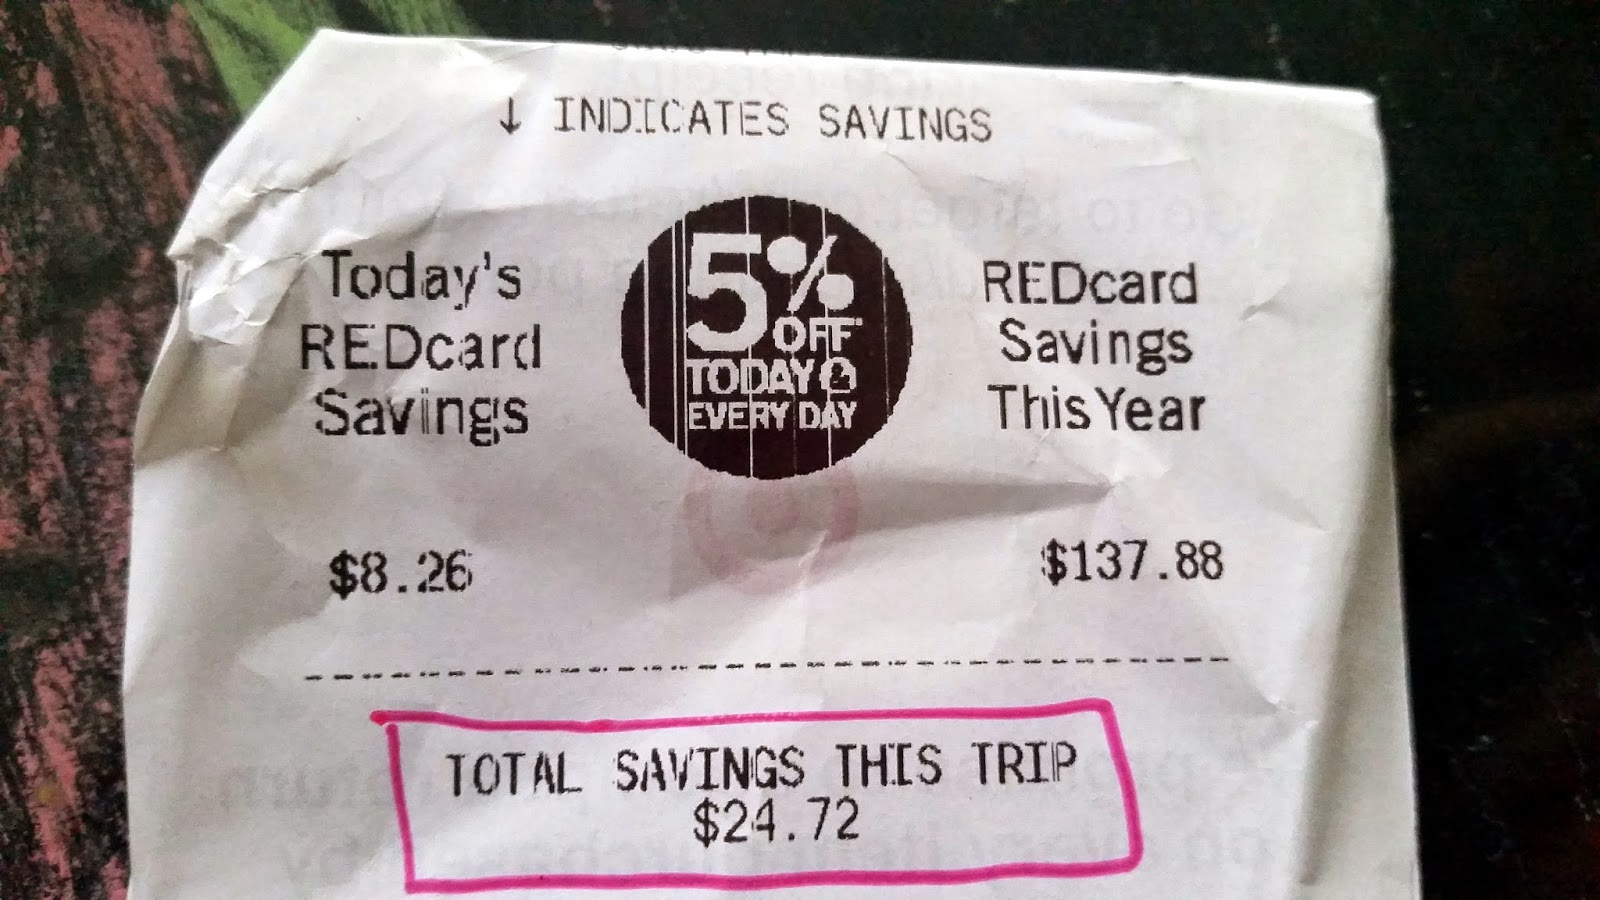 ↓ INDICATES SAVINGS
Today's
REDcard
Savings
5%
OFF*
TODAY &
EVERY DAY
REDcard
Savings
This Year
$8.26
$137.88
TOTAL SAVINGS THIS TRIP
$24.72